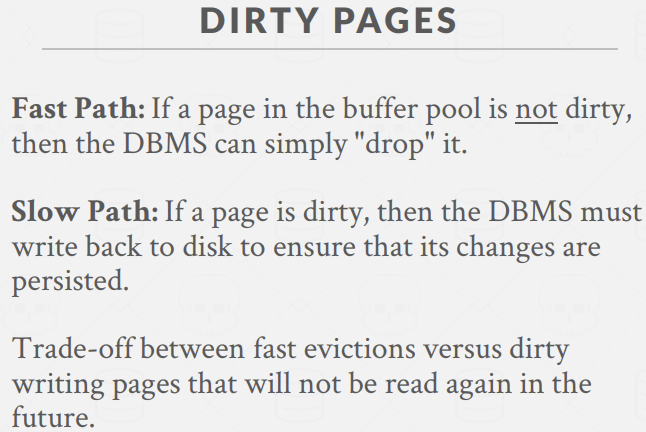 DIRTY PAGES
Fast Path: If a page in the buffer pool is not dirty,
then the DBMS can simply "drop" it.
Slow Path: If a page is dirty, then the DBMS must
write back to disk to ensure that its changes are
persisted.
Trade-off between fast evictions versus dirty
writing pages that will not be read again in the
future.